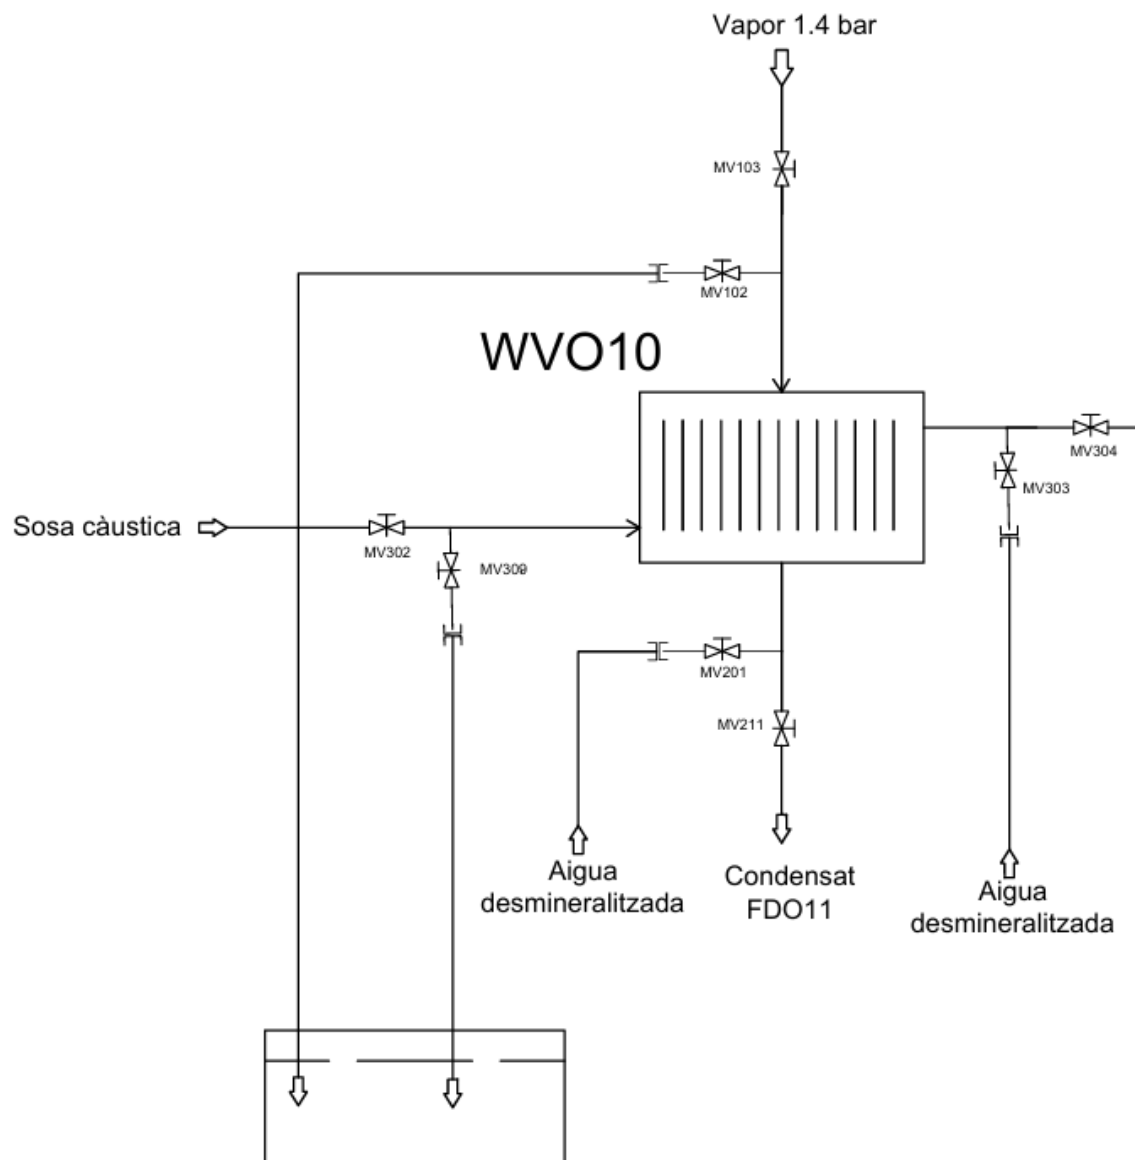 Vapor 1.4 bar
MV103
MV102
WVO10
MV304
MV303
Sosa càustica
MV302
MV309
MV201
MV211
Aigua
desmineralitzada
Condensat
FDO11
Aigua
desmineralitzada